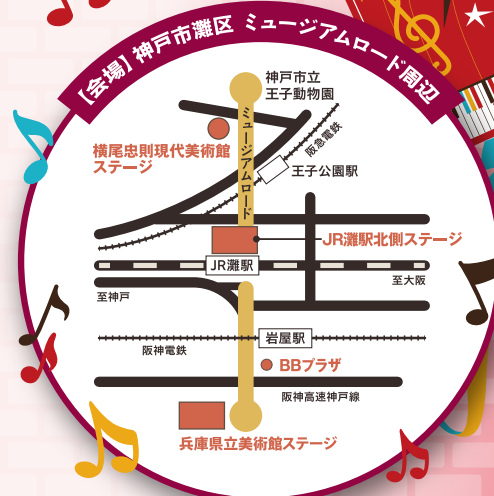 【会場】神戸市灘区 ミュージアムロード周辺
神戸市立
王子動物園
ミュージアムロード
阪急電鉄
横尾忠則現代美術館
ステージ
王子公園駅
JR灘駅北側ステージ
JR灘駅
至大阪
至神戸
岩屋駅
阪神電鉄
BBプラザ
阪神高速神戸線
兵庫県立美術館ステージ